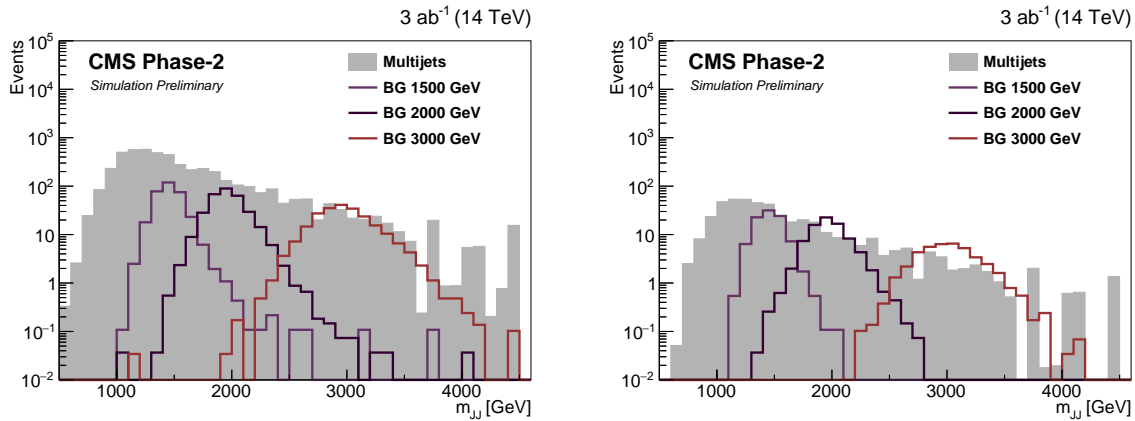 3 ab⁻¹ (14 TeV)
Events
10⁵
10⁴
10³
10²
10
1
10⁻¹
10⁻²
CMS Phase-2
Simulation Preliminary
Multijets
BG 1500 GeV
BG 2000 GeV
BG 3000 GeV
1000 2000 3000 4000
m_JJ [GeV]
3 ab⁻¹ (14 TeV)
Events
10⁵
10⁴
10³
10²
10
1
10⁻¹
10⁻²
CMS Phase-2
Simulation Preliminary
Multijets
BG 1500 GeV
BG 2000 GeV
BG 3000 GeV
1000 2000 3000 4000
m_JJ [GeV]